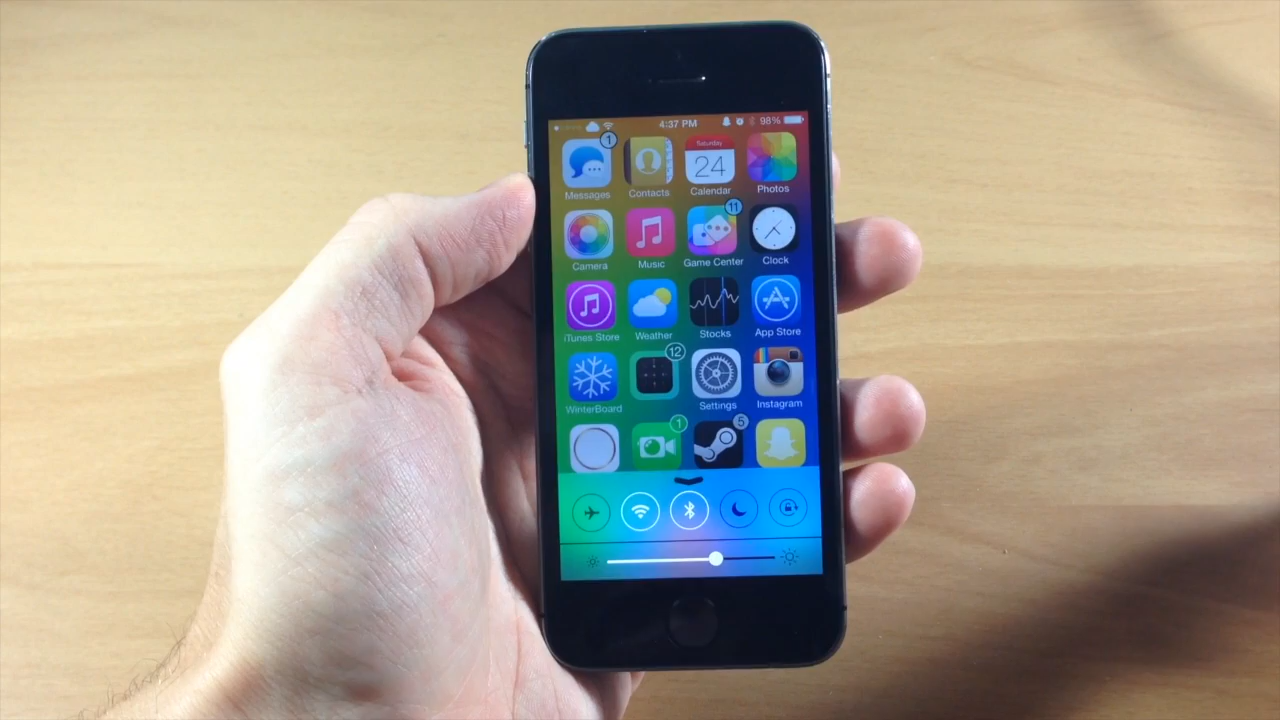 4:37 PM 98%
1
Messages Contacts Saturday 24 Calendar Photos
11
Camera Music Game Center Clock
iTunes Store Weather Stocks App Store
12
WinterBoard Settings Instagram
1 5